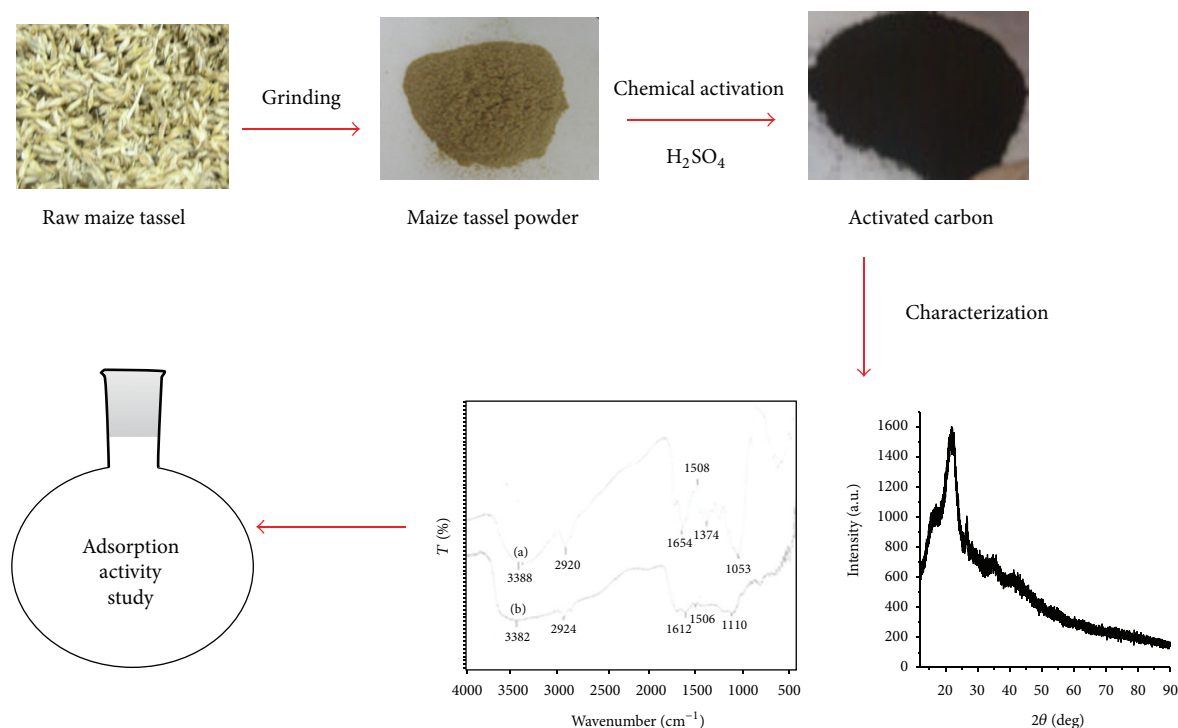 Grinding
Chemical activation
H₂SO₄
Raw maize tassel
Maize tassel powder
Activated carbon
Characterization
Adsorption
activity
study
T (%)
(a)
3388
2920
1654
1508
1374
1053
(b)
3382
2924
1612
1506
1110
4000 3500 3000 2500 2000 1500 1000 500
Wavenumber (cm⁻¹)
Intensity (a.u.)
1600
1400
1200
1000
800
600
400
200
0
20 30 40 50 60 70 80 90
2θ (deg)